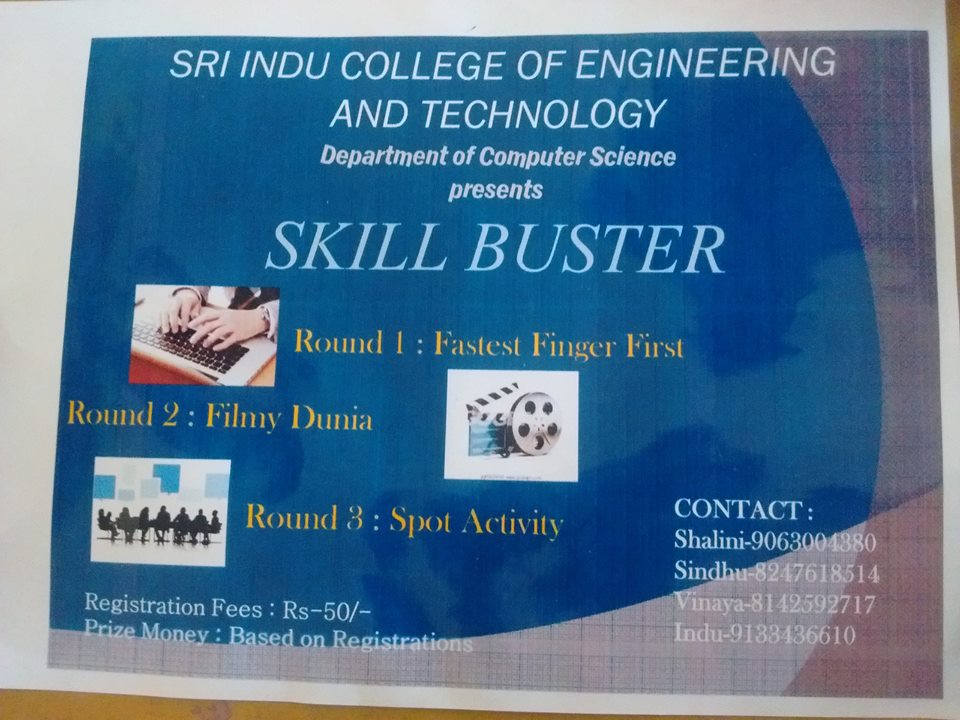 SRI INDU COLLEGE OF ENGINEERING
AND TECHNOLOGY
Department of Computer Science
presents
SKILL BUSTER
Round 1 : Fastest Finger First
Round 2 : Filmy Dunia
Round 3 : Spot Activity
Registration Fees : Rs-50/-
Prize Money : Based on Registrations
CONTACT :
Shalini-9063004380
Sindhu-8247618514
Vinaya-8142592717
Indu-9133436610